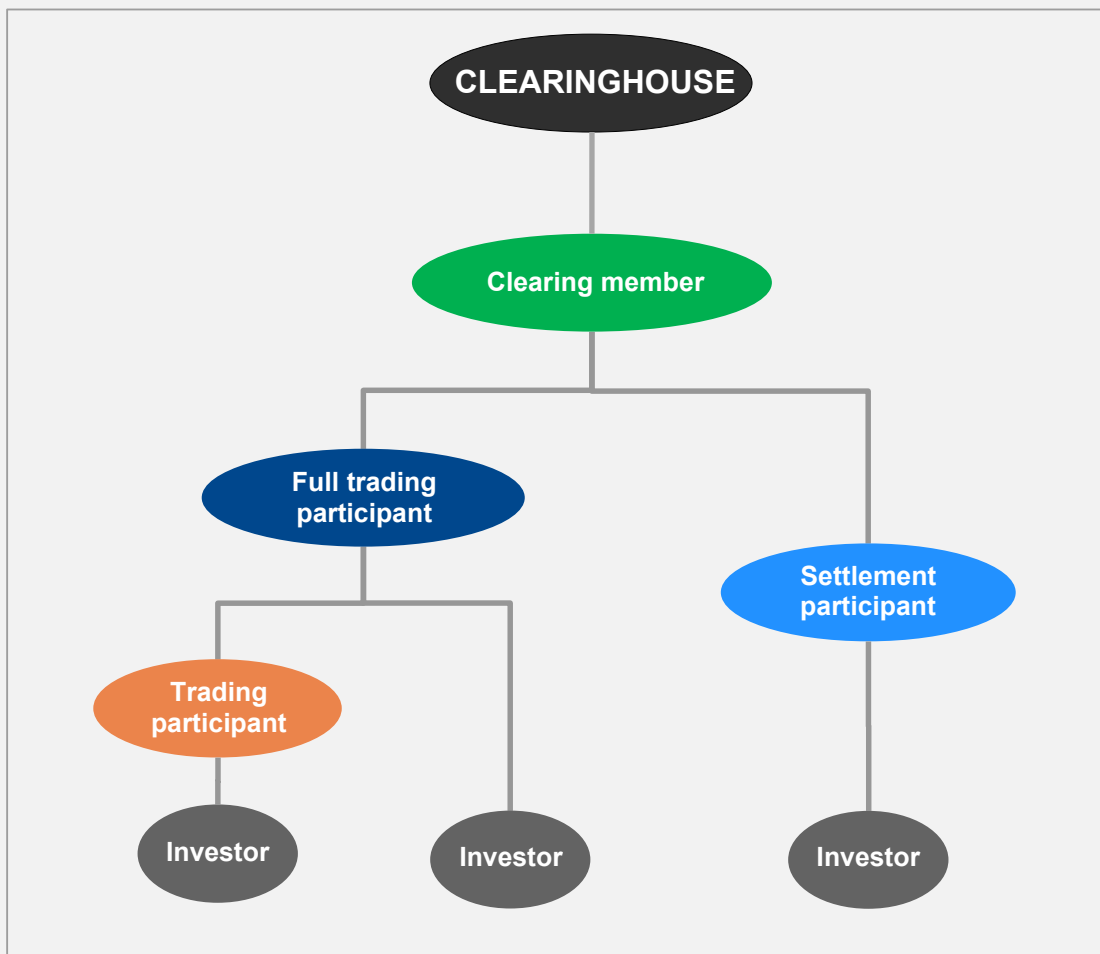 CLEARINGHOUSE
Clearing member
Full trading
participant
Settlement
participant
Trading
participant
Investor
Investor
Investor